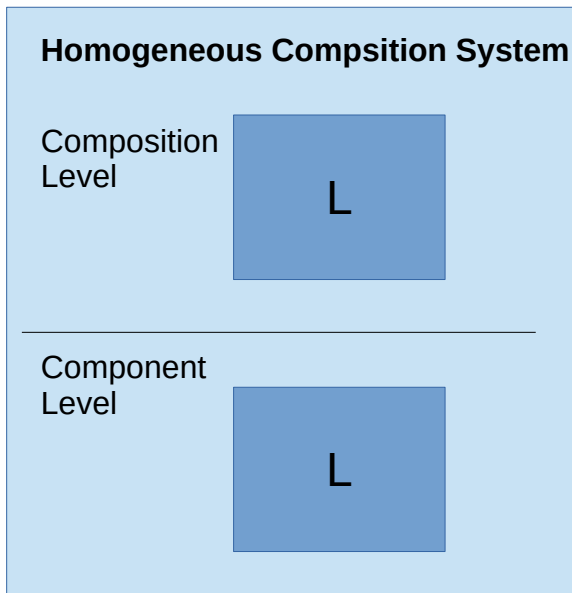 Homogeneous Compsition System
Composition
Level
L
Component
Level
L